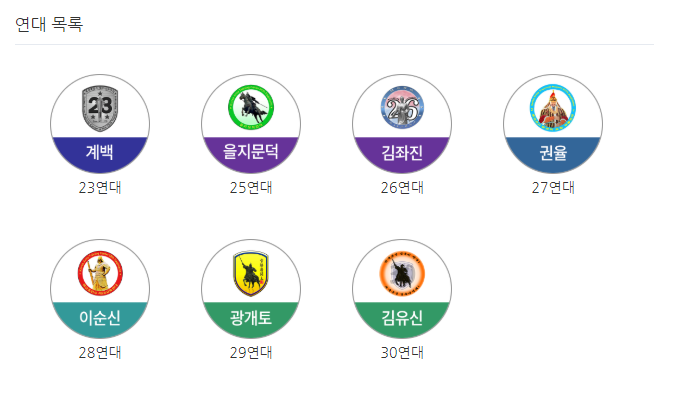 연대 목록
23
계백
을지문덕
26
김좌진
권율
23연대
25연대
26연대
27연대
이순신
광개토
김유신
28연대
29연대
30연대